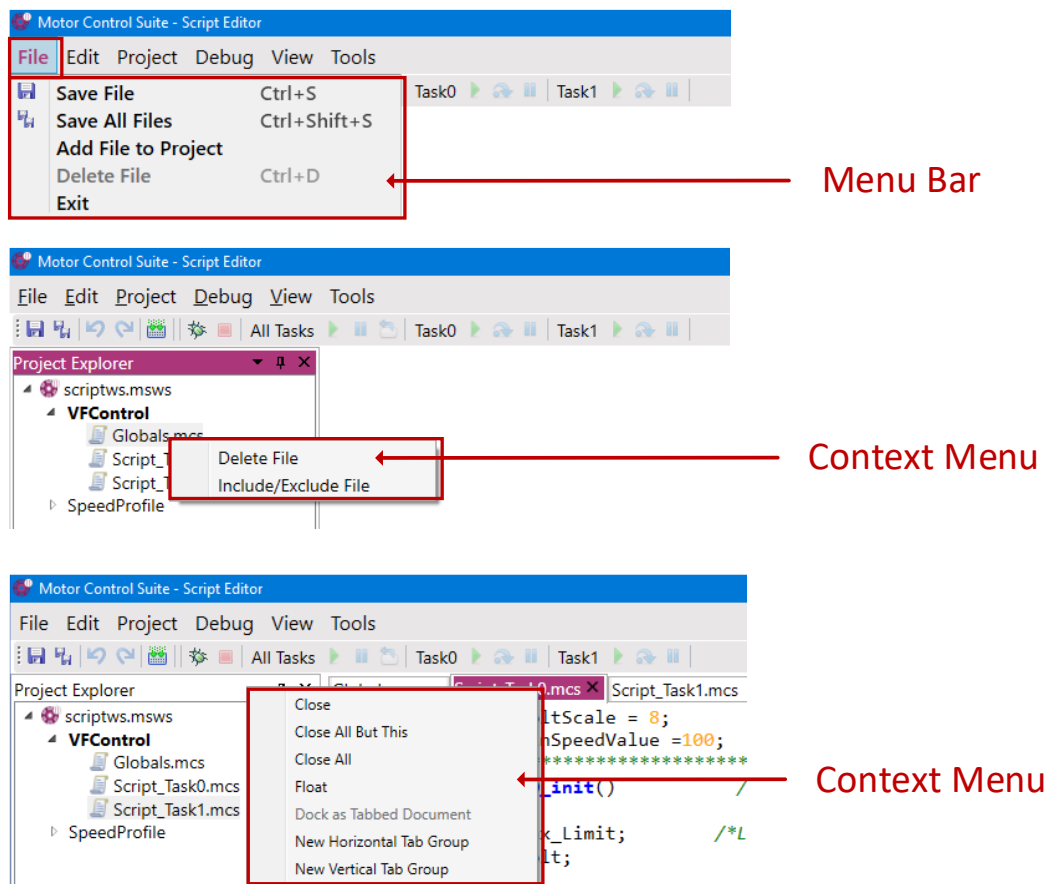 Motor Control Suite - Script Editor
File Edit Project Debug View Tools
Save File Ctrl+S Task0 Task1
Save All Files Ctrl+Shift+S
Add File to Project
Delete File Ctrl+D
Exit
Menu Bar
Motor Control Suite - Script Editor
File Edit Project Debug View Tools
All Tasks Task0 Task1
Project Explorer
scriptws.msws
VFControl
Globals.mcs
Script_T Delete File
Script_T Include/Exclude File
SpeedProfile
Context Menu
Motor Control Suite - Script Editor
File Edit Project Debug View Tools
All Tasks Task0 Task1
Project Explorer 0.mcs Script_Task1.mcs
scriptws.msws Close ltScale = 8;
VFControl Close All But This nSpeedValue =100;
Globals.mcs Close All ********************
Script_Task0.mcs Float _init() /
Script_Task1.mcs Dock as Tabbed Document
SpeedProfile New Horizontal Tab Group x_Limit; /*L
New Vertical Tab Group lt;
Context Menu